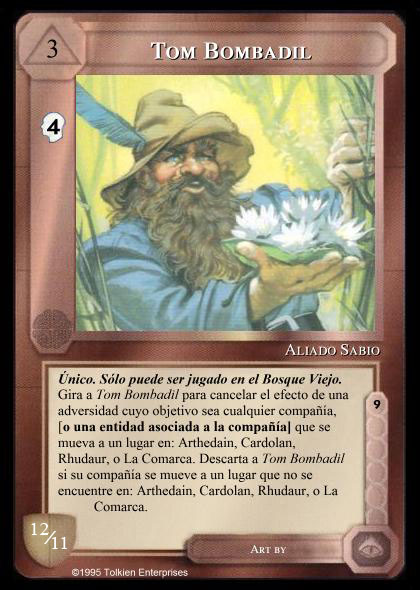 3
TOM BOMBADIL
4
ALIADO SABIO
Único. Sólo puede ser jugado en el Bosque Viejo.
Gira a Tom Bombadil para cancelar el efecto de una
adversidad cuyo objetivo sea cualquier compañía,
[o una entidad asociada a la compañía] que se
mueva a un lugar en: Arthedain, Cardolan,
Rhudaur, o La Comarca. Descarta a Tom Bombadil
si su compañía se mueve a un lugar que no se
encuentre en: Arthedain, Cardolan, Rhudaur, o La
Comarca.
9
12/11
ART BY
©1995 Tolkien Enterprises